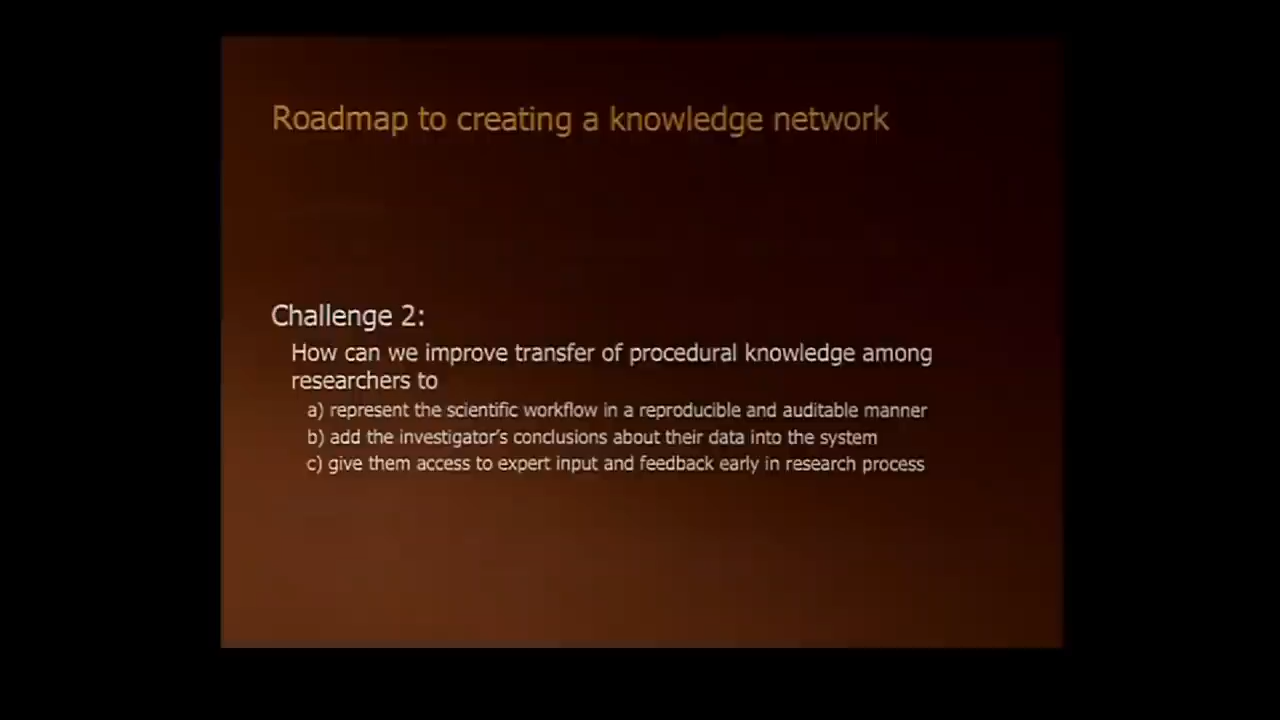 Roadmap to creating a knowledge network
Challenge 2:
How can we improve transfer of procedural knowledge among
researchers to
a) represent the scientific workflow in a reproducible and auditable manner
b) add the investigator's conclusions about their data into the system
c) give them access to expert input and feedback early in research process